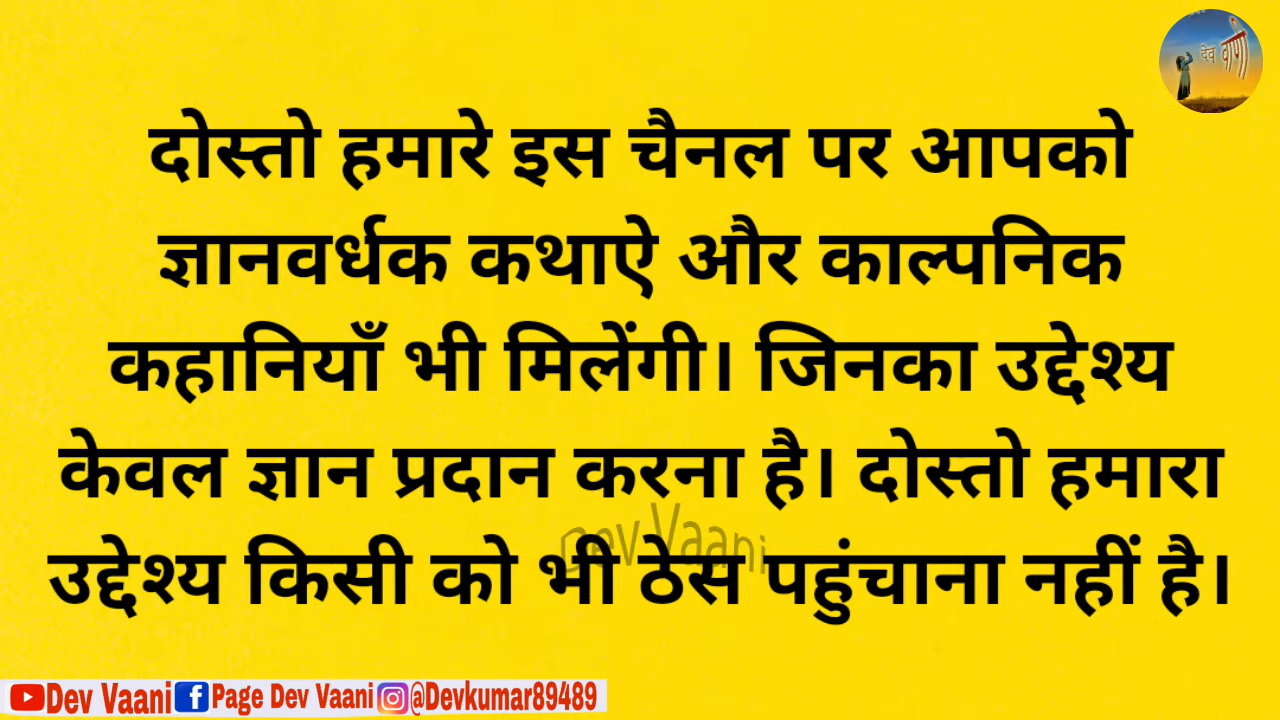 देव वाणी
दोस्तो हमारे इस चैनल पर आपको
ज्ञानवर्धक कथाऐ और काल्पनिक
कहानियाँ भी मिलेंगी। जिनका उद्देश्य
केवल ज्ञान प्रदान करना है। दोस्तो हमारा
उद्देश्य किसी को भी ठेस पहुंचाना नहीं है।
Dev Vaani
Dev Vaani Page Dev Vaani @Devkumar89489